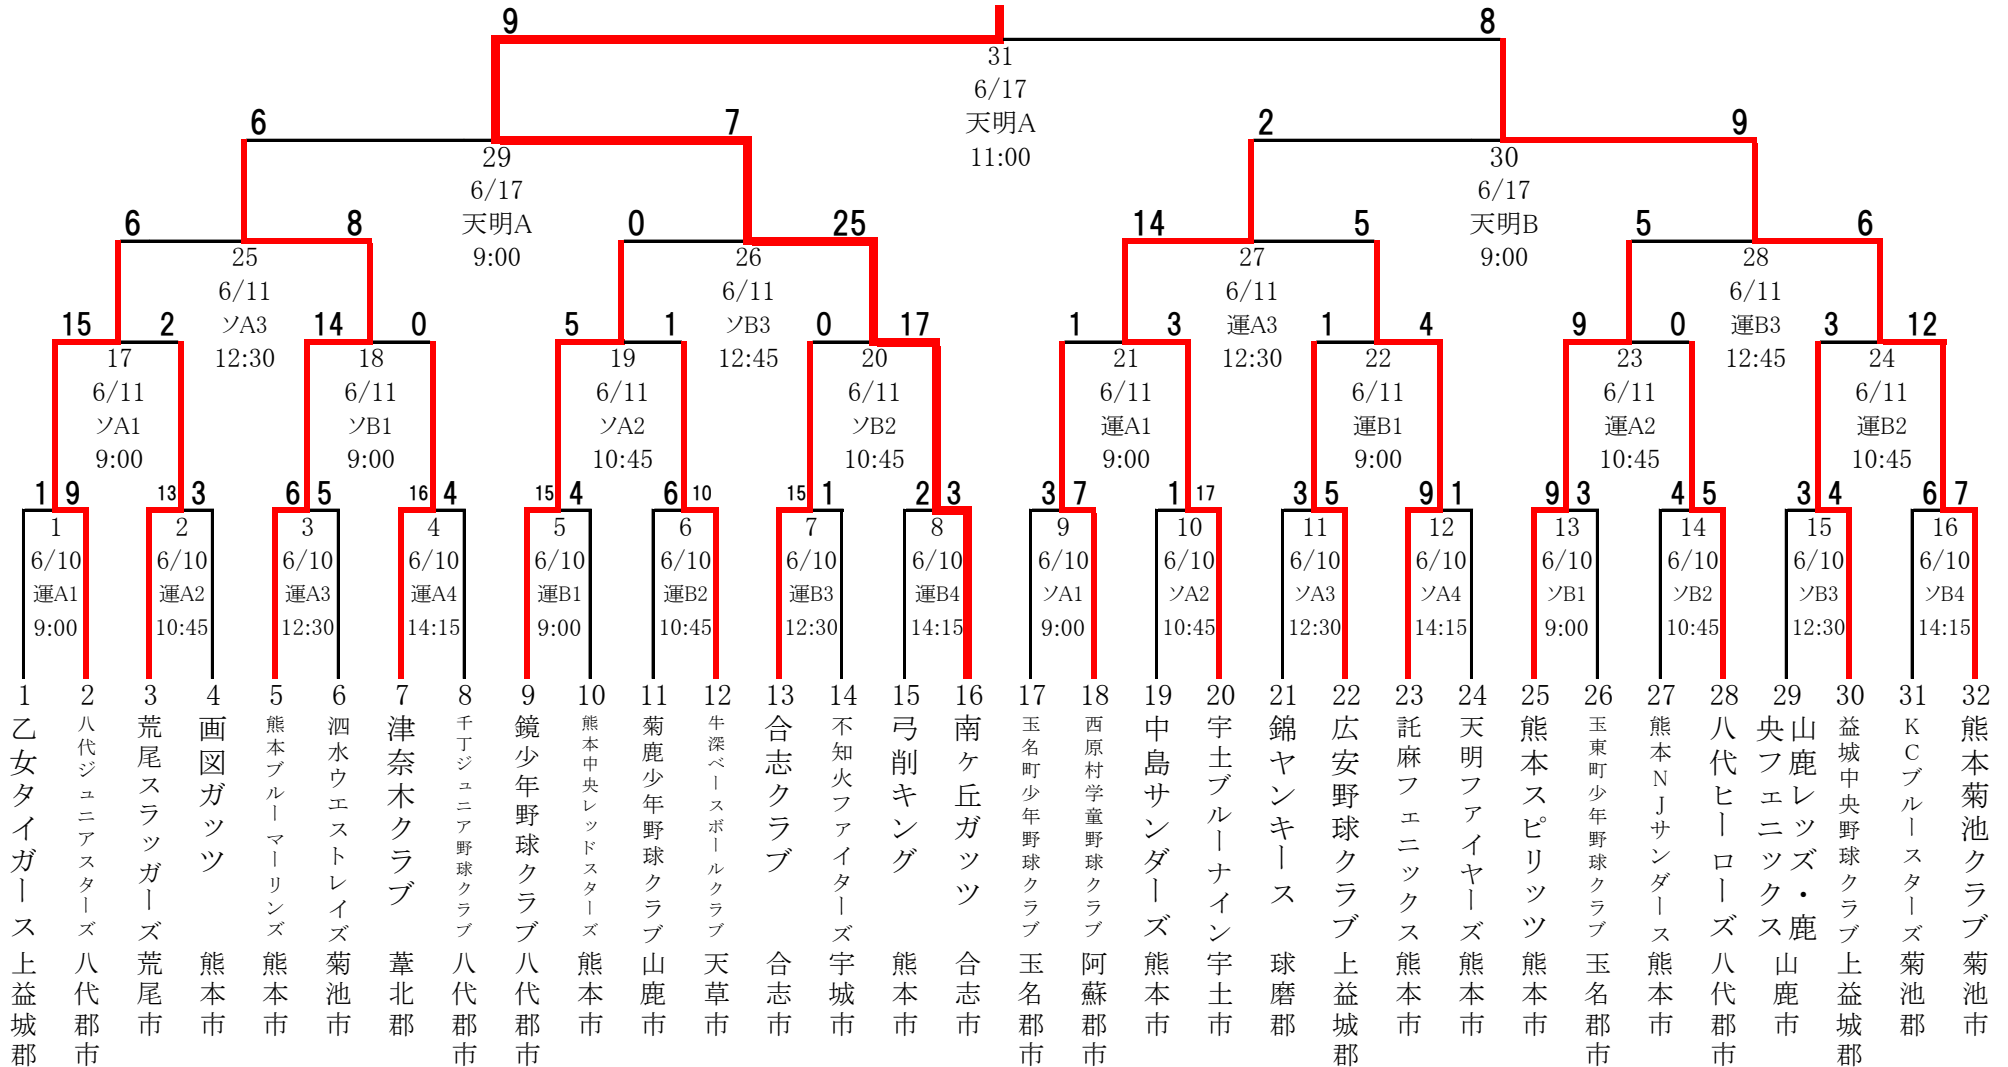 9 8
31
6/17
天明A
11:00
6 7 2 9
29 30
6/17 6/17
天明A 天明B
9:00 9:00
6 8 0 25 14 5 5 6
25 26 27 28
6/11 6/11 6/11 6/11
ソA3 ソB3 運A3 運B3
12:30 12:45 12:30 12:45
15 2 14 0 5 1 0 17 1 3 1 4 9 0 3 12
17 18 19 20 21 22 23 24
6/11 6/11 6/11 6/11 6/11 6/11 6/11 6/11
ソA1 ソB1 ソA2 ソB2 運A1 運B1 運A2 運B2
9:00 9:00 10:45 10:45 9:00 9:00 10:45 10:45
1 9 13 3 6 5 16 4 15 4 6 10 15 1 2 3 3 7 1 17 3 5 9 1 9 3 4 5 3 4 6 7
1 2 3 4 5 6 7 8 9 10 11 12 13 14 15 16
6/10 6/10 6/10 6/10 6/10 6/10 6/10 6/10 6/10 6/10 6/10 6/10 6/10 6/10 6/10 6/10
運A1 運A2 運A3 運A4 運B1 運B2 運B3 運B4 ソA1 ソA2 ソA3 ソA4 ソB1 ソB2 ソB3 ソB4
9:00 10:45 12:30 14:15 9:00 10:45 12:30 14:15 9:00 10:45 12:30 14:15 9:00 10:45 12:30 14:15
1 2 3 4 5 6 7 8 9 10 11 12 13 14 15 16 17 18 19 20 21 22 23 24 25 26 27 28 29 30 31 32
乙女タイガース
八代ジュニアスターズ
荒尾スラッガーズ
画図ガッツ
熊本ブルーマーリンズ
泗水ウエストレイズ
津奈木クラブ
千丁ジュニア野球クラブ
鏡少年野球クラブ
熊本中央レッドスターズ
菊鹿少年野球クラブ
牛深ベースボールクラブ
合志クラブ
不知火ファイターズ
弓削キング
南ヶ丘ガッツ
玉名町少年野球クラブ
西原村学童野球クラブ
中島サンダーズ
宇土ブルーナイン
錦ヤンキース
広安野球クラブ
託麻フェニックス
天明ファイヤーズ
熊本スピリッツ
玉東町少年野球クラブ
熊本NJサンダース
八代ヒーローズ
山鹿レッズ・鹿
央フェニックス
益城中央野球クラブ
KCブルースターズ
熊本菊池クラブ
上益城郡
八代郡市
荒尾市
熊本市
熊本市
菊池市
葦北郡
八代郡市
八代郡市
熊本市
山鹿市
天草市
合志市
宇城市
熊本市
合志市
玉名郡市
阿蘇郡市
熊本市
宇土市
球磨郡
上益城郡
熊本市
熊本市
熊本市
玉名郡市
熊本市
八代郡市
山鹿市
上益城郡
菊池郡
菊池市